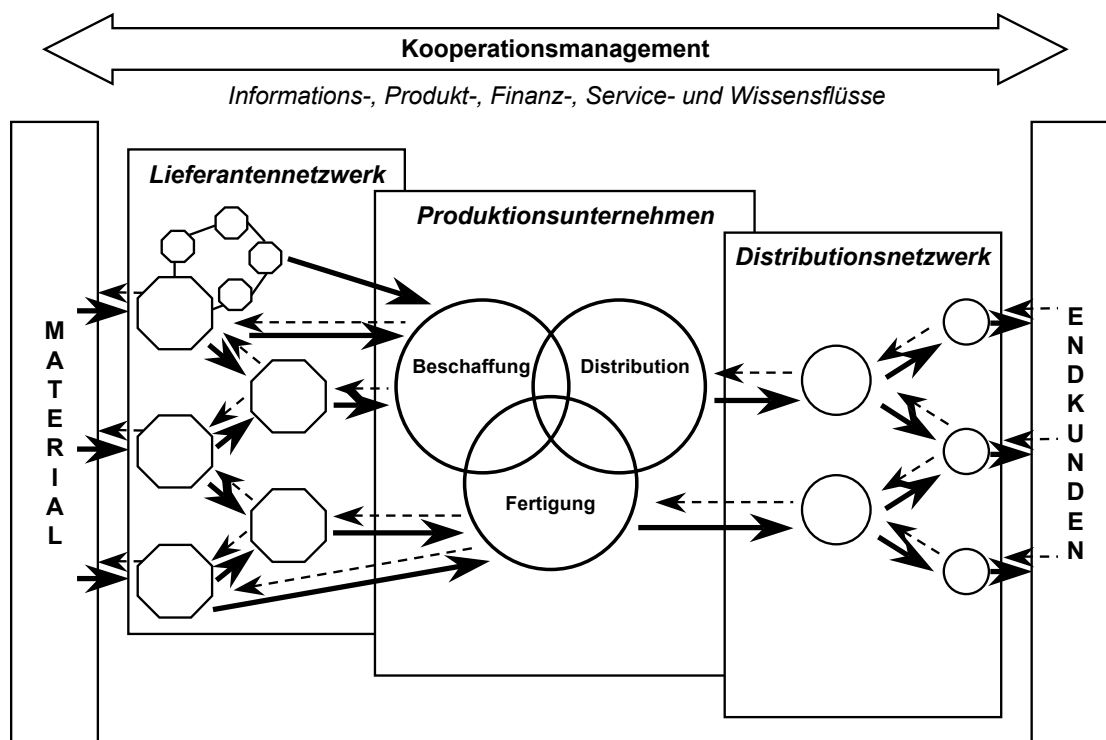 Kooperationsmanagement
Informations-, Produkt-, Finanz-, Service- und Wissensflüsse
MATERIAL
Lieferantennetzwerk
Produktionsunternehmen
Distributionsnetzwerk
Beschaffung
Distribution
Fertigung
ENDKUNDEN